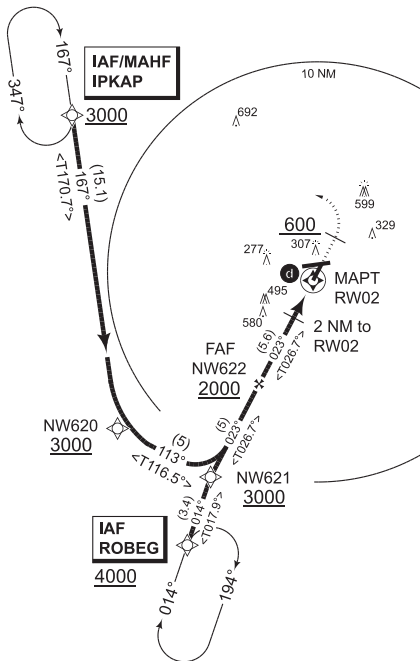 167°
347°
IAF/MAHF
IPKAP
3000
10 NM
692
(15.1)
167°
<T170.7°>
599
329
600
307
277
d
MAPT
RW02
495
580
2 NM to
RW02
(5.6)
023°
<T026.7°>
FAF
NW622
2000
NW620
3000
(5)
113°
<T116.5°>
(5)
023°
<T026.7°>
NW621
3000
(3.4)
014°
<T017.9°>
IAF
ROBEG
4000
014°
194°